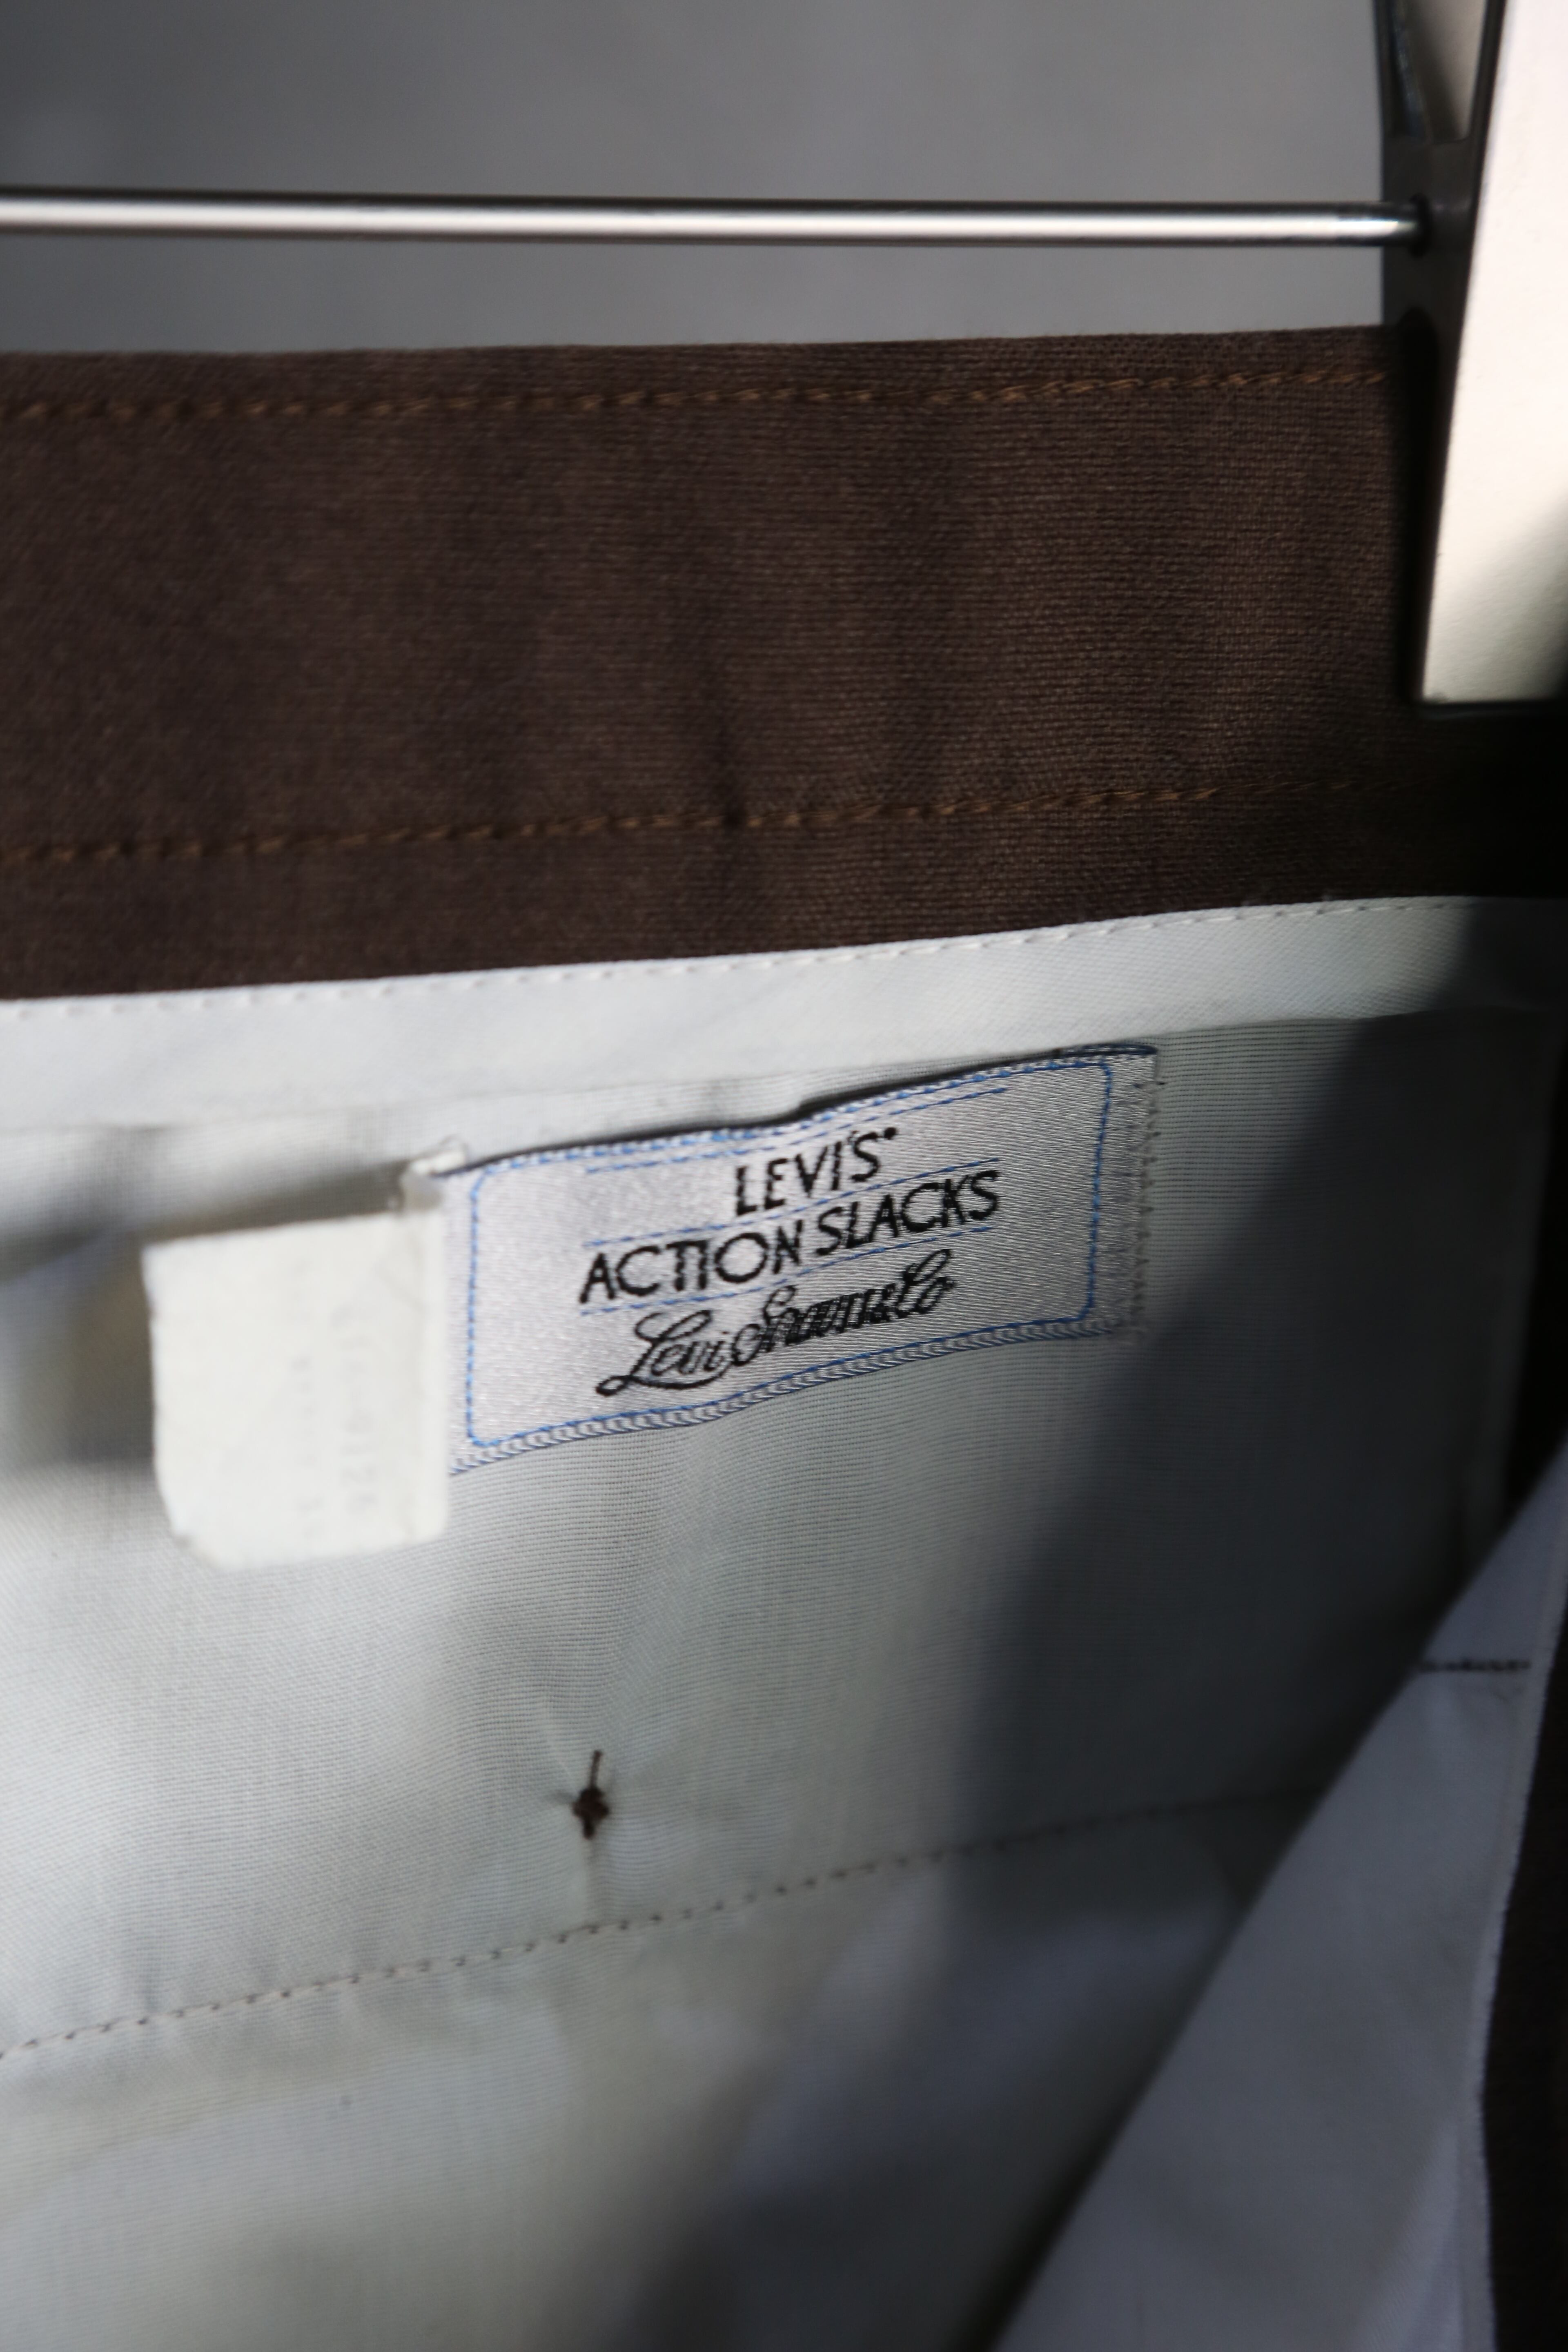 LEVI'S
ACTION SLACKS
Levi Strauss & Co